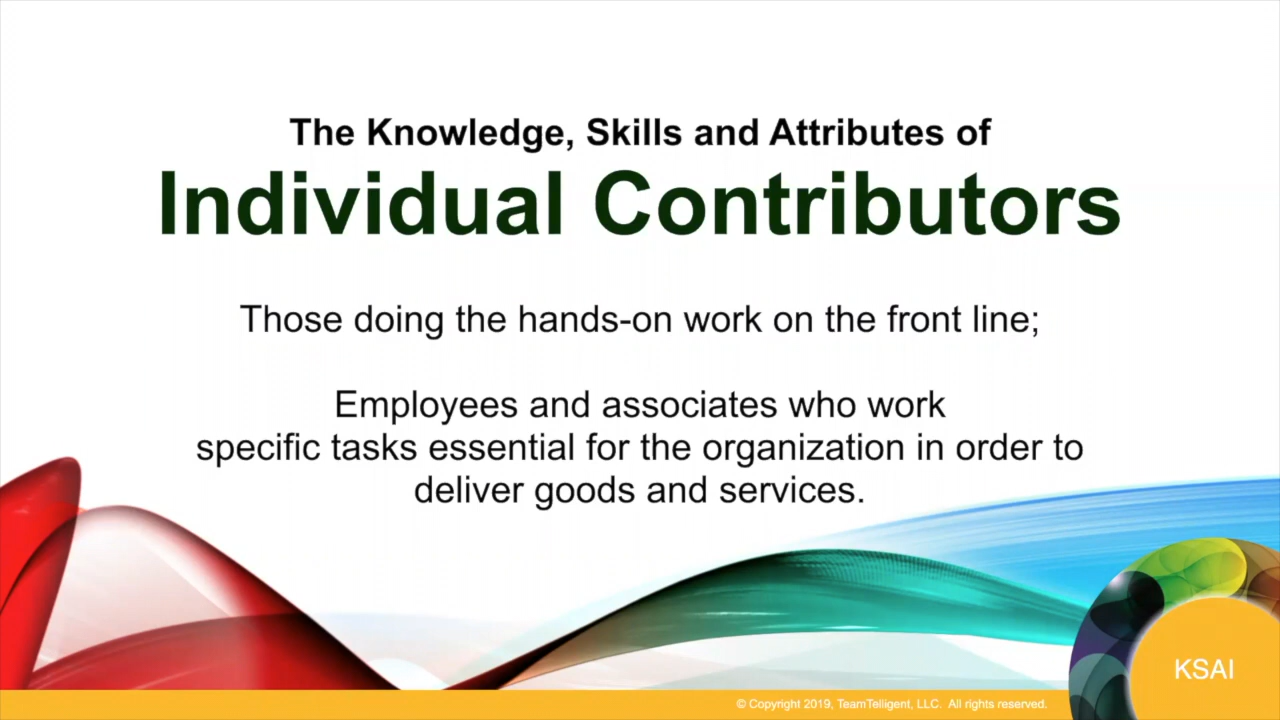 The Knowledge, Skills and Attributes of
Individual Contributors
Those doing the hands-on work on the front line;
Employees and associates who work
specific tasks essential for the organization in order to
deliver goods and services.
KSAI
© Copyright 2019, TeamTelligent, LLC. All rights reserved.